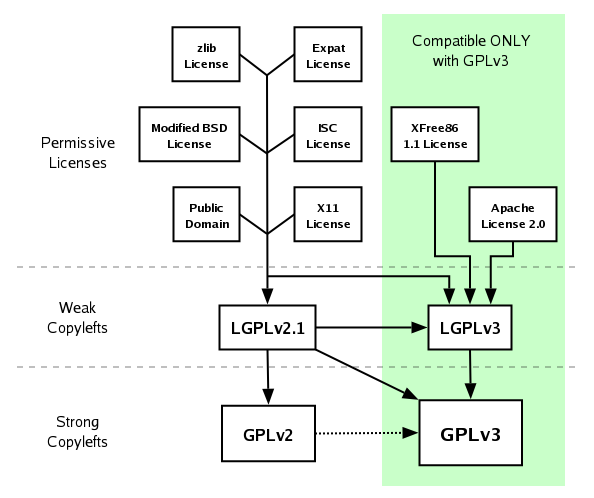 zlib
License
Expat
License
Compatible ONLY
with GPLv3
Permissive
Licenses
Modified BSD
License
ISC
License
XFree86
1.1 License
Public
Domain
X11
License
Apache
License 2.0
Weak
Copylefts
LGPLv2.1
LGPLv3
Strong
Copylefts
GPLv2
GPLv3